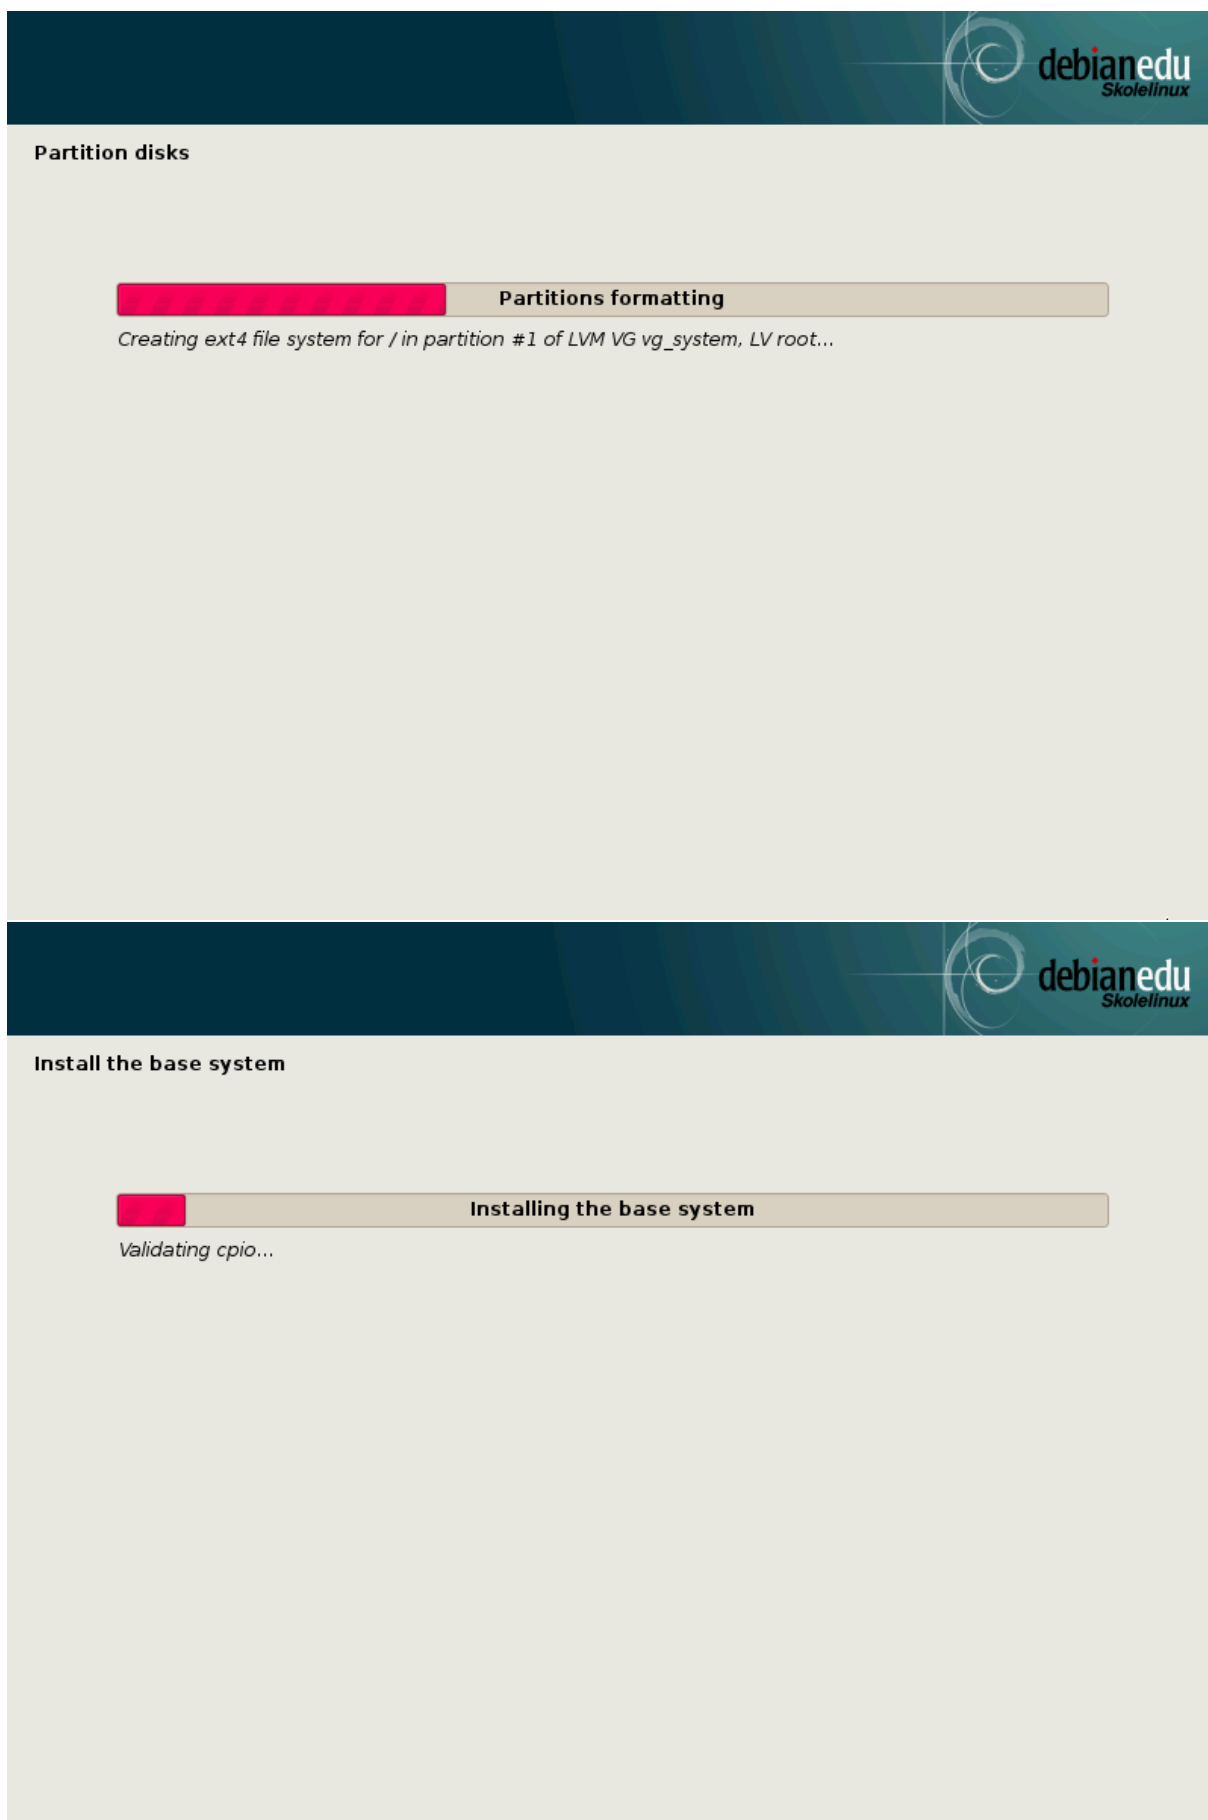 debianedu
Skolelinux
Partition disks
Partitions formatting
Creating ext4 file system for / in partition #1 of LVM VG vg_system, LV root...
debianedu
Skolelinux
Install the base system
Installing the base system
Validating cpio...